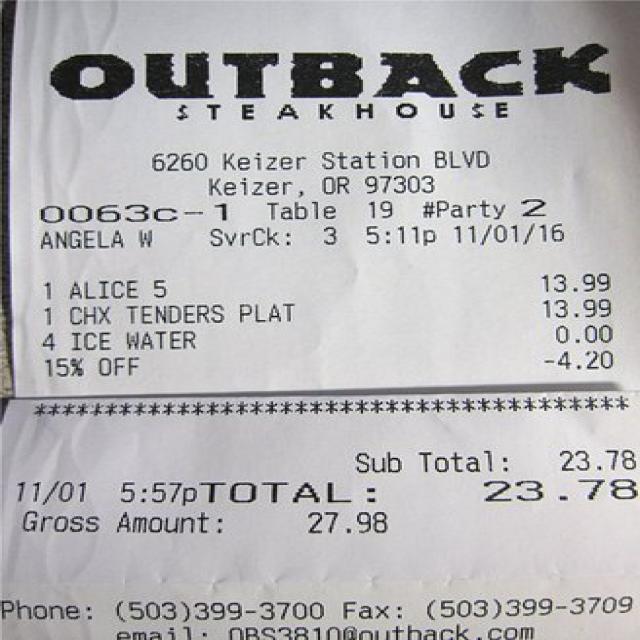 OUTBACK
STEAKHOUSE
6260 Keizer Station BLVD
Keizer, OR 97303
0063c-1 Table 19 #Party 2
ANGELA W SvrCk: 3 5:11p 11/01/16
1 ALICE 5 13.99
1 CHX TENDERS PLAT 13.99
4 ICE WATER 0.00
15% OFF -4.20
******************************************
Sub Total: 23.78
11/01 5:57pTOTAL: 23.78
Gross Amount: 27.98
Phone: (503)399-3700 Fax: (503)399-3709
email: OBS3810@outback.com